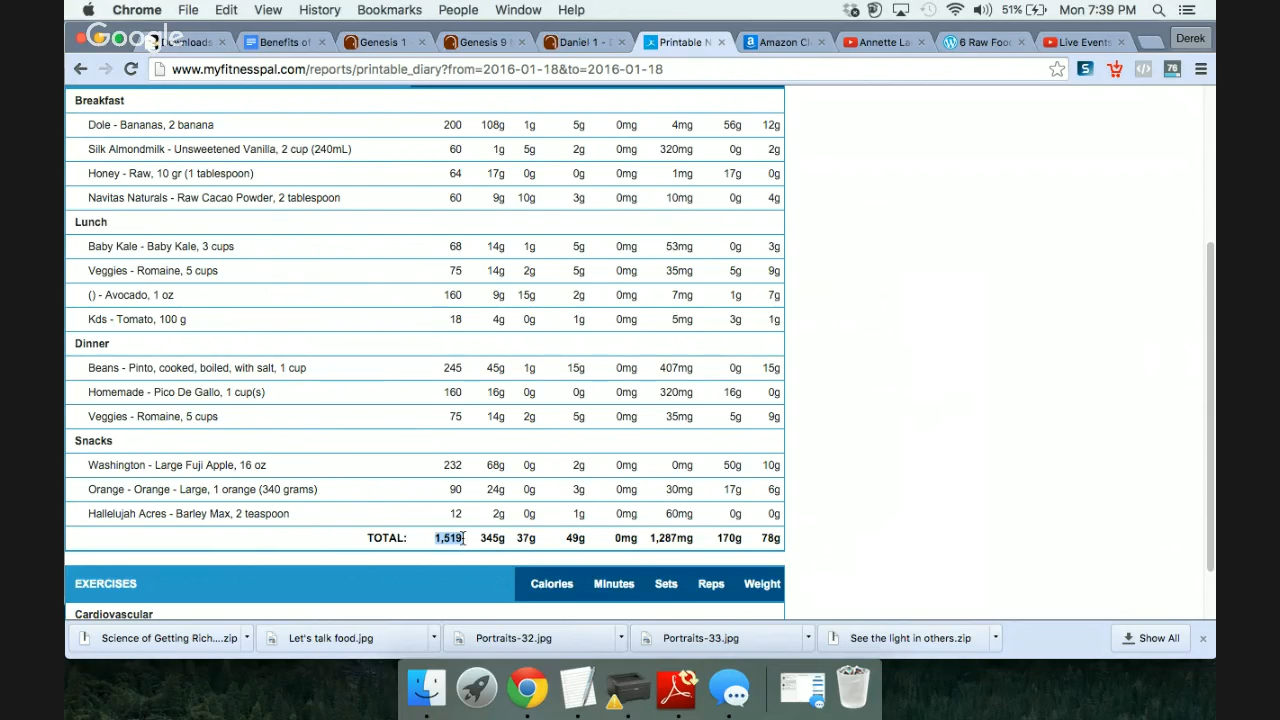 Chrome File Edit View History Bookmarks People Window Help 51% Mon 7:39 PM
Google
Downloads Benefits of Genesis 1 Genesis 9 Daniel 1 - Printable N Amazon Cl Annette La 6 Raw Foo Live Events Derek
www.myfitnesspal.com/reports/printable_diary?from=2016-01-18&to=2016-01-18 S 76
Breakfast
Dole - Bananas, 2 banana 200 108g 1g 5g 0mg 4mg 56g 12g
Silk Almondmilk - Unsweetened Vanilla, 2 cup (240mL) 60 1g 5g 2g 0mg 320mg 0g 2g
Honey - Raw, 10 gr (1 tablespoon) 64 17g 0g 0g 0mg 1mg 17g 0g
Navitas Naturals - Raw Cacao Powder, 2 tablespoon 60 9g 10g 3g 0mg 10mg 0g 4g
Lunch
Baby Kale - Baby Kale, 3 cups 68 14g 1g 5g 0mg 53mg 0g 3g
Veggies - Romaine, 5 cups 75 14g 2g 5g 0mg 35mg 5g 9g
() - Avocado, 1 oz 160 9g 15g 2g 0mg 7mg 1g 7g
Kds - Tomato, 100 g 18 4g 0g 1g 0mg 5mg 3g 1g
Dinner
Beans - Pinto, cooked, boiled, with salt, 1 cup 245 45g 1g 15g 0mg 407mg 0g 15g
Homemade - Pico De Gallo, 1 cup(s) 160 16g 0g 0g 0mg 320mg 16g 0g
Veggies - Romaine, 5 cups 75 14g 2g 5g 0mg 35mg 5g 9g
Snacks
Washington - Large Fuji Apple, 16 oz 232 68g 0g 2g 0mg 0mg 50g 10g
Orange - Orange - Large, 1 orange (340 grams) 90 24g 0g 3g 0mg 30mg 17g 6g
Hallelujah Acres - Barley Max, 2 teaspoon 12 2g 0g 1g 0mg 60mg 0g 0g
TOTAL: 1,519 345g 37g 49g 0mg 1,287mg 170g 78g
EXERCISES Calories Minutes Sets Reps Weight
Cardiovascular
Science of Getting Rich....zip Let's talk food.jpg Portraits-32.jpg Portraits-33.jpg See the light in others.zip Show All